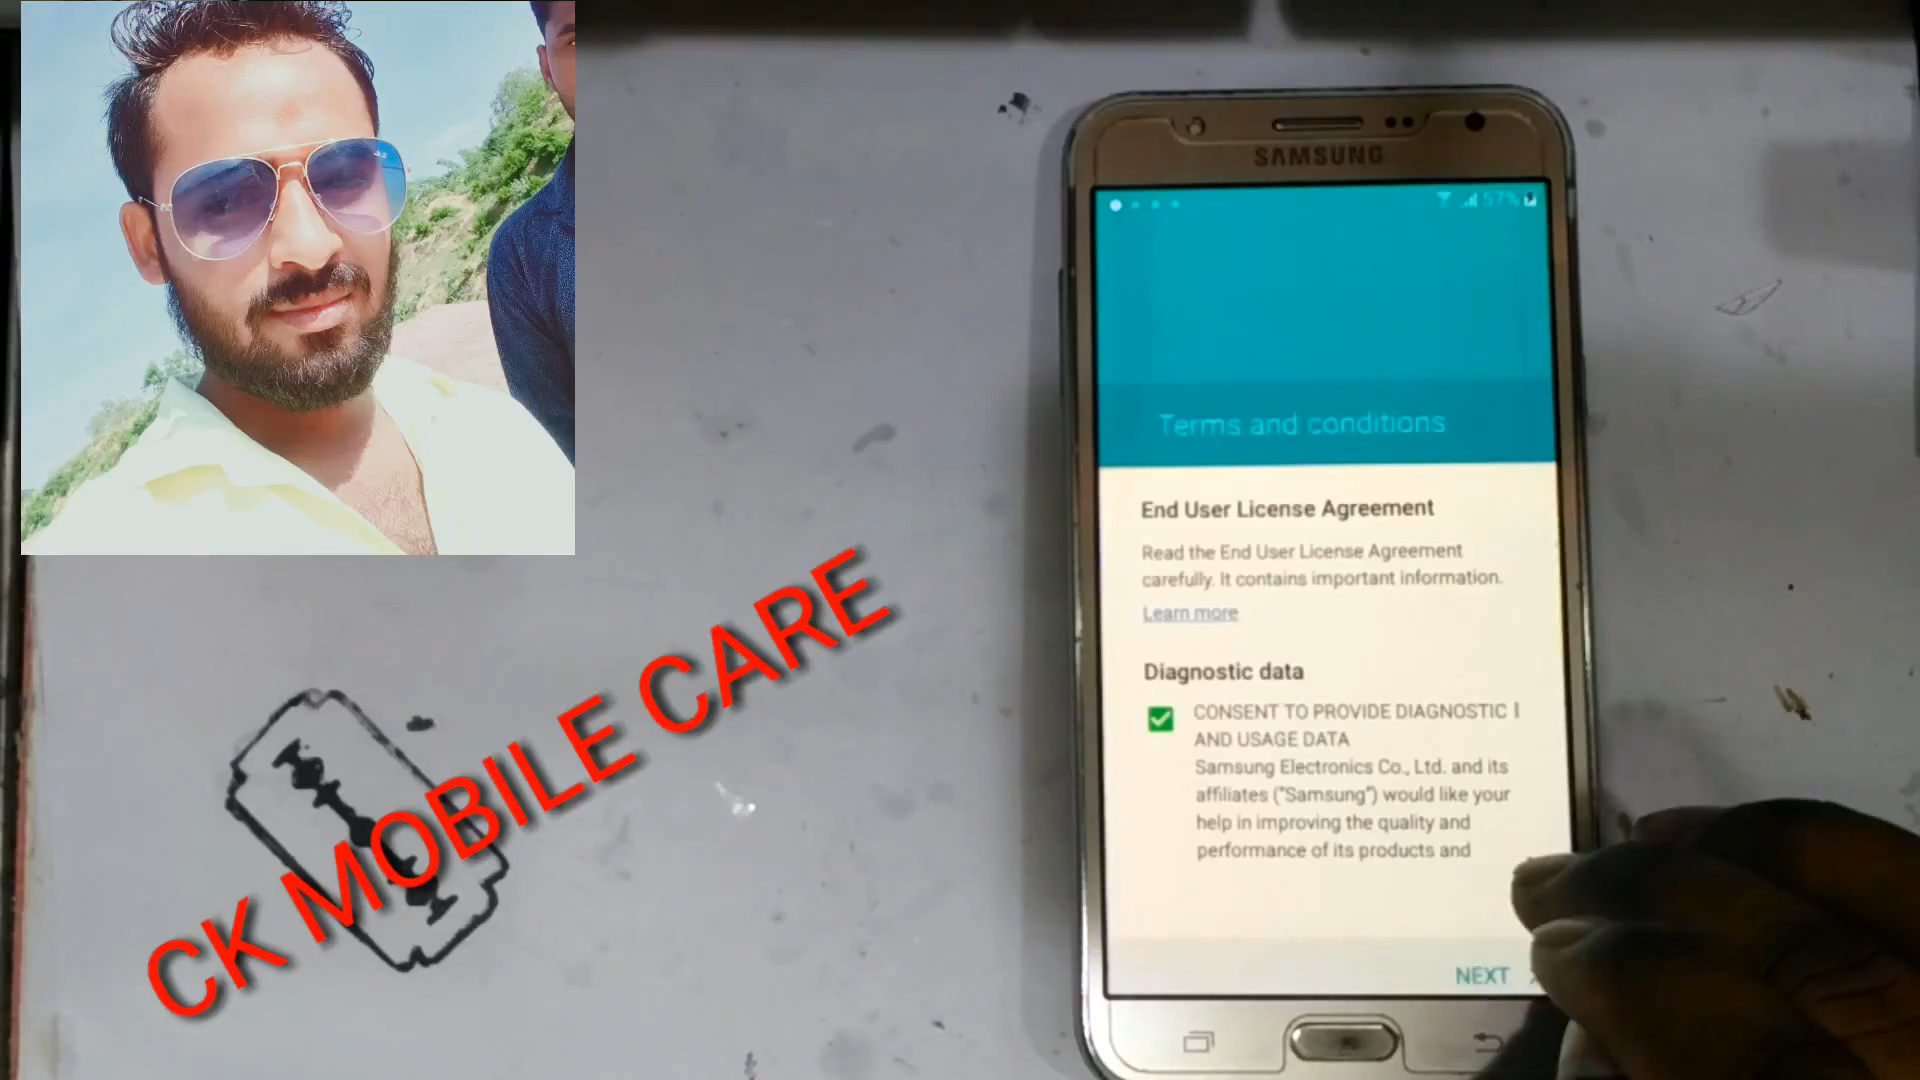 SAMSUNG
57%
Terms and conditions
End User License Agreement
Read the End User License Agreement
carefully. It contains important information.
Learn more
Diagnostic data
CONSENT TO PROVIDE DIAGNOSTIC
AND USAGE DATA
Samsung Electronics Co., Ltd. and its
affiliates ("Samsung") would like your
help in improving the quality and
performance of its products and
NEXT
CK MOBILE CARE